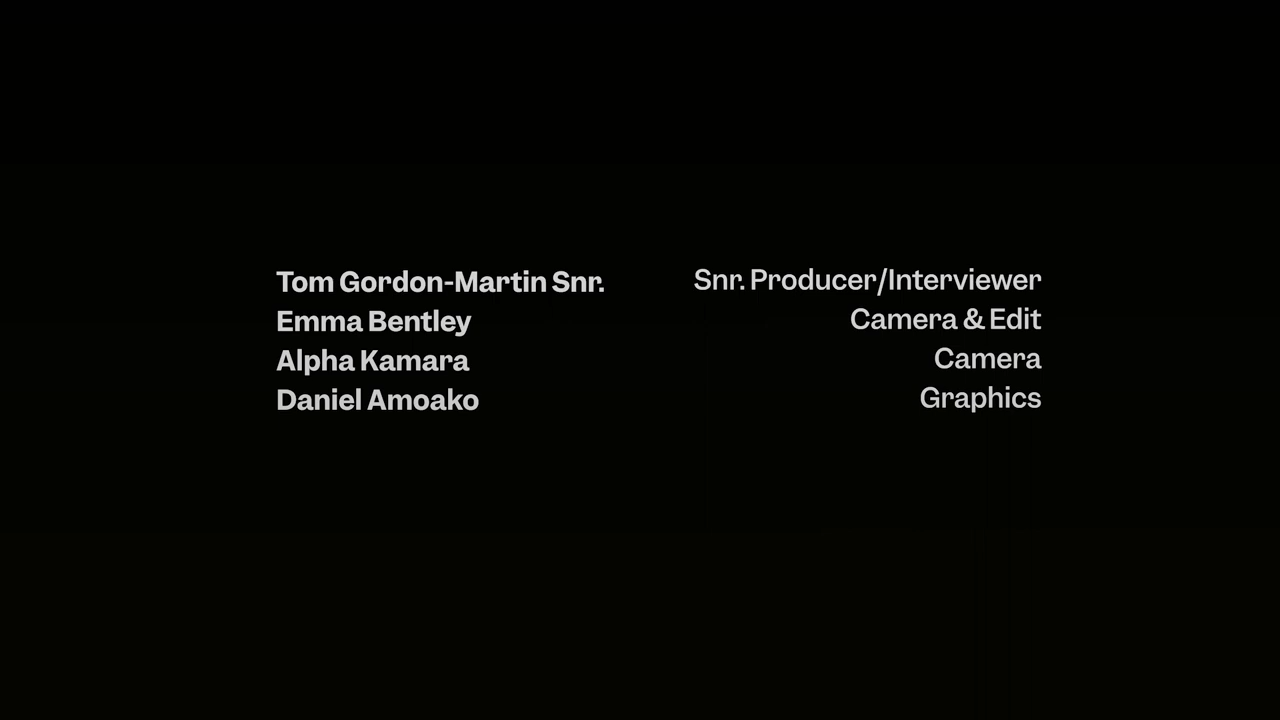 Tom Gordon-Martin Snr. Snr. Producer/Interviewer
Emma Bentley Camera & Edit
Alpha Kamara Camera
Daniel Amoako Graphics